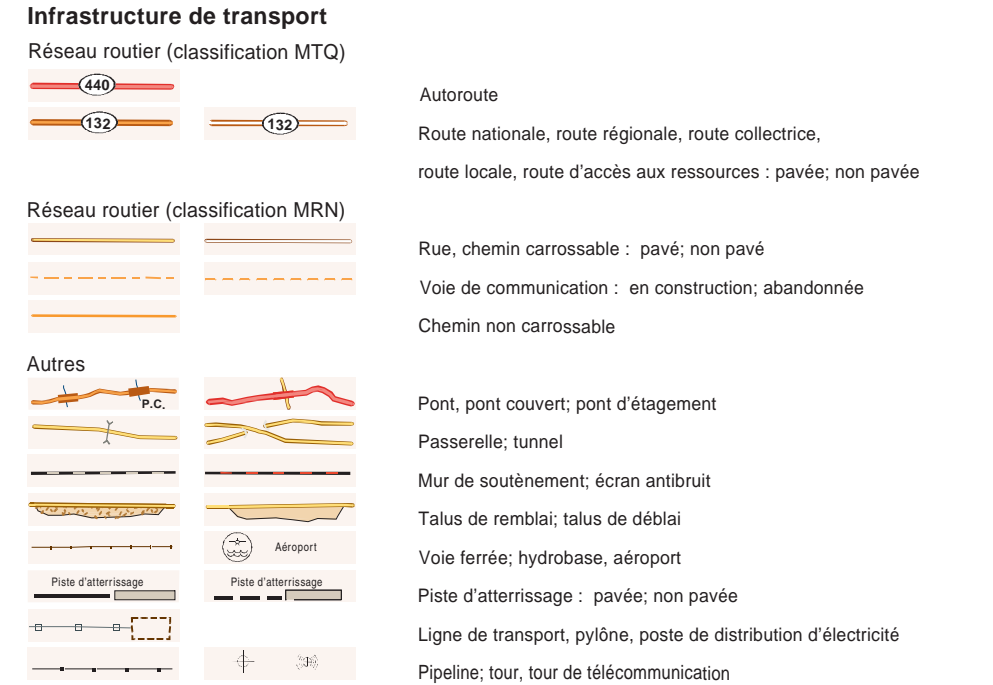 Infrastructure de transport
Réseau routier (classification MTQ)
440
Autoroute
132 132
Route nationale, route régionale, route collectrice,
route locale, route d'accès aux ressources : pavée; non pavée
Réseau routier (classification MRN)
Rue, chemin carrossable : pavé; non pavé
Voie de communication : en construction; abandonnée
Chemin non carrossable
Autres
P.C.
Pont, pont couvert; pont d'étagement
Passerelle; tunnel
Mur de soutènement; écran antibruit
Talus de remblai; talus de déblai
Aéroport
Voie ferrée; hydrobase, aéroport
Piste d'atterrissage Piste d'atterrissage
Piste d'atterrissage : pavée; non pavée
Ligne de transport, pylône, poste de distribution d'électricité
Pipeline; tour, tour de télécommunication